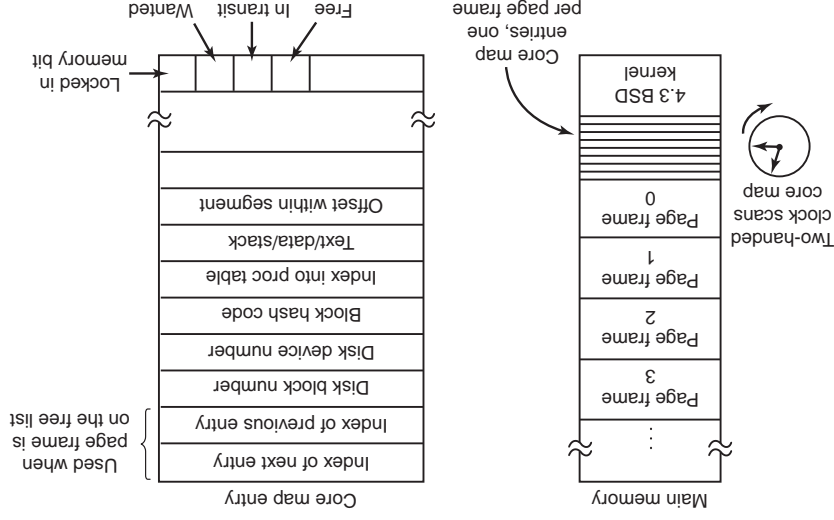 Main memory
Page frame
3
Page frame
2
Page frame
1
Page frame
0
4.3 BSD
kernel
Two-handed
clock scans
core map
Core map
entries, one
per page frame
Core map entry
Index of next entry
Index of previous entry
Disk block number
Disk device number
Block hash code
Index into proc table
Text/data/stack
Offset within segment
Used when
page frame is
on the free list
Locked in
memory bit
Free
In transit
Wanted